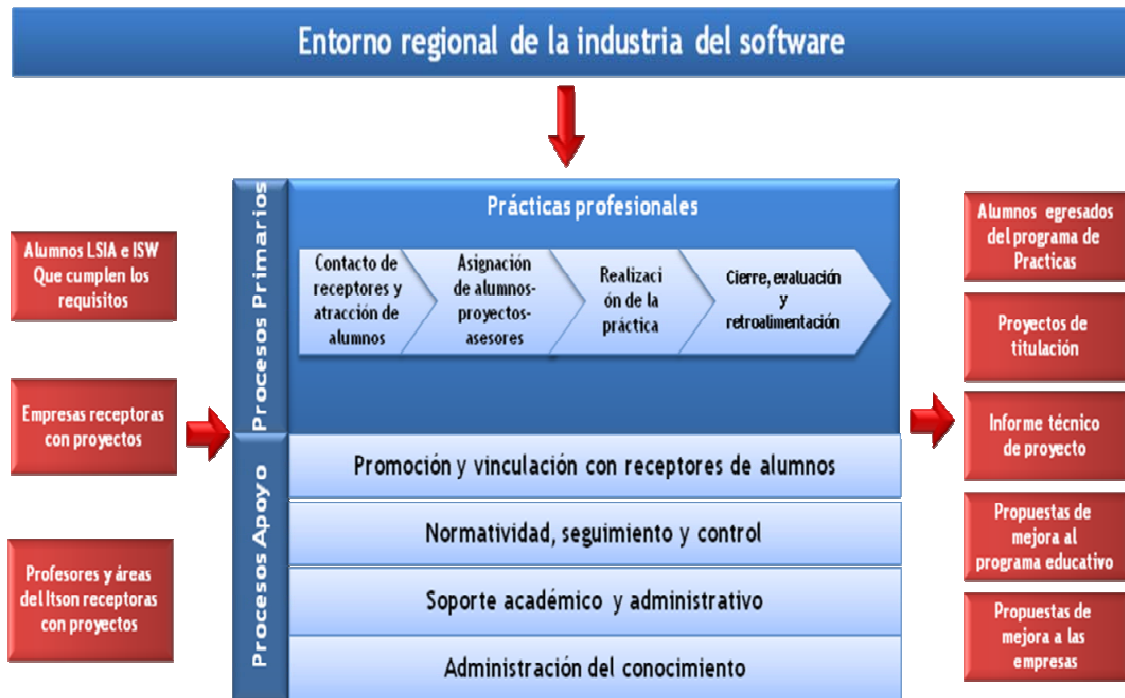 Entorno regional de la industria del software
Alumnos LSIA e ISW
Que cumplen los
requisitos
Empresas receptoras
con proyectos
Profesores y áreas
del Itson receptoras
con proyectos
Procesos Primarios
Prácticas profesionales
Contacto de
receptores y
atracción de
alumnos
Asignación
de alumnos-
proyectos-
asesores
Realizaci
ón de la
práctica
Cierre, evaluación
y
retroalimentación
Procesos Apoyo
Promoción y vinculación con receptores de alumnos
Normatividad, seguimiento y control
Soporte académico y administrativo
Administración del conocimiento
Alumnos egresados
del programa de
Practicas
Proyectos de
titulación
Informe técnico
de proyecto
Propuestas de
mejora al
programa educativo
Propuestas de
mejora a las
empresas